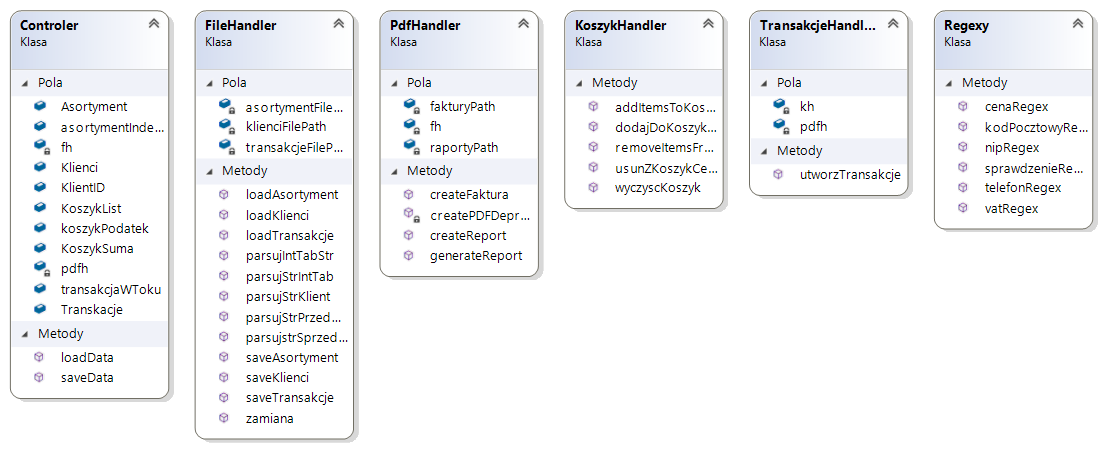 Controler
Klasa
Pola
Asortyment
asortymentInde...
fh
Klienci
KlientID
KoszykList
koszykPodatek
KoszykSuma
pdfh
transakcjaWToku
Transkacje
Metody
loadData
saveData
FileHandler
Klasa
Pola
asortymentFile...
klienciFilePath
transakcjeFileP...
Metody
loadAsortyment
loadKlienci
loadTransakcje
parsujIntTabStr
parsujStrIntTab
parsujStrKlient
parsujStrPrzed...
parsujstrSprzed...
saveAsortyment
saveKlienci
saveTransakcje
zamiana
PdfHandler
Klasa
Pola
fakturyPath
fh
raportyPath
Metody
createFaktura
createPDFDepr...
createReport
generateReport
KoszykHandler
Klasa
Metody
addItemsToKos...
dodajDoKoszyk...
removeItemsFr...
usunZKoszykCe...
wyczyscKoszyk
TransakcjeHandl...
Klasa
Pola
kh
pdfh
Metody
utworzTransakcje
Regexy
Klasa
Metody
cenaRegex
kodPocztowyRe...
nipRegex
sprawdzenieRe...
telefonRegex
vatRegex